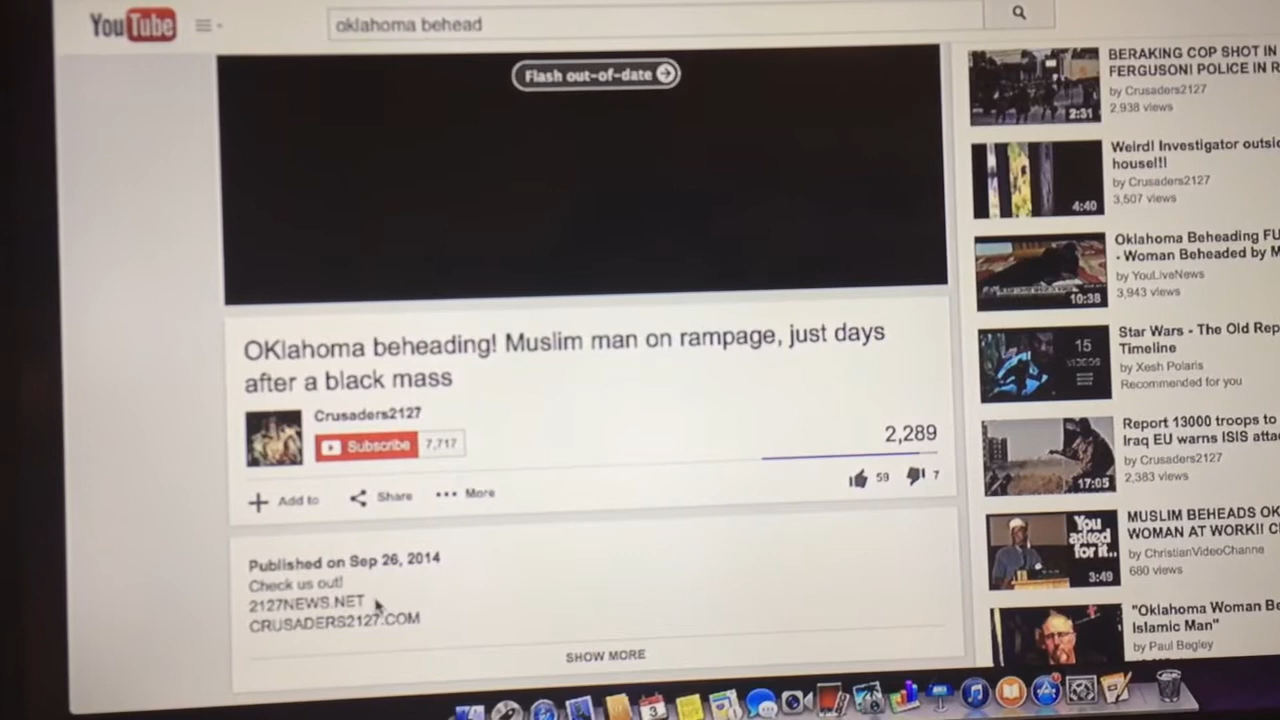 YouTube
oklahoma behead
Flash out-of-date
OKlahoma beheading! Muslim man on rampage, just days
after a black mass
Crusaders2127
Subscribe 7,717
2,289
59 7
Add to Share More
Published on Sep 26, 2014
Check us out!
2127NEWS.NET
CRUSADERS2127.COM
SHOW MORE
BERAKING COP SHOT IN
FERGUSON! POLICE IN R
by Crusaders2127
2,938 views
2:31
Weird! Investigator outsi
house!!!
by Crusaders2127
3,507 views
4:40
Oklahoma Beheading FU
- Woman Beheaded by M
by YouLiveNews
3,943 views
10:38
Star Wars - The Old Rep
Timeline
by Xesh Polaris
Recommended for you
15
VIDEOS
Report 13000 troops to
Iraq EU warns ISIS atta
by Crusaders2127
2,383 views
17:05
MUSLIM BEHEADS OK
WOMAN AT WORK!! C
by ChristianVideoChanne
680 views
You
asked
for it..
3:49
"Oklahoma Woman Be
Islamic Man"
by Paul Begley
3